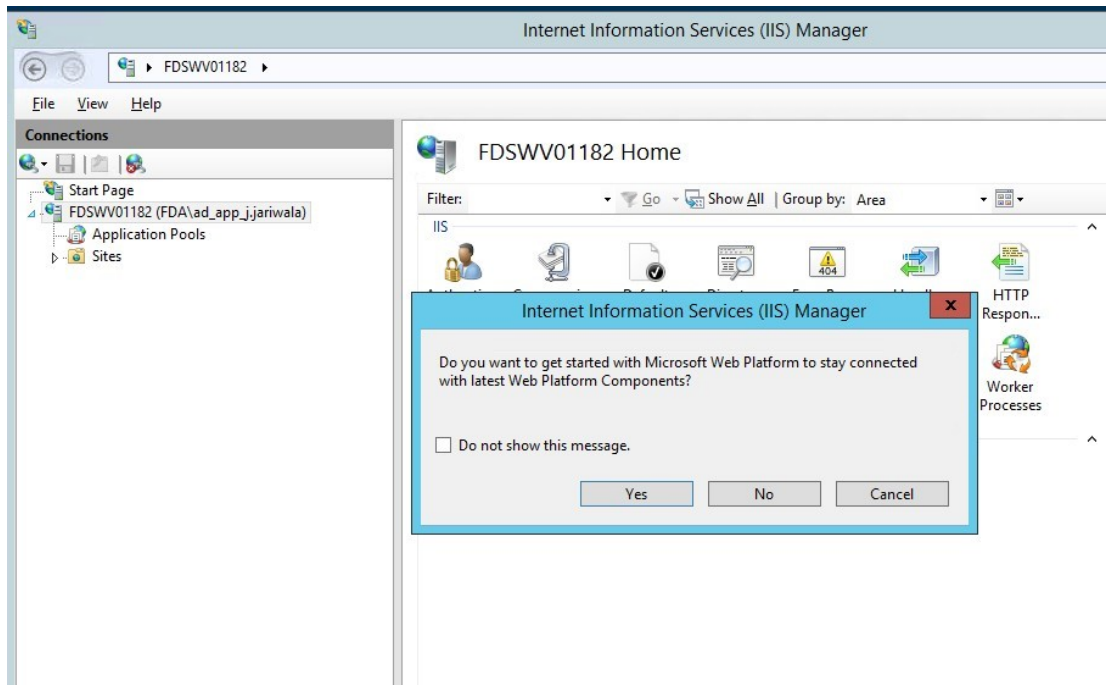 Internet Information Services (IIS) Manager
FDSWV01182
File View Help
Connections
Start Page
FDSWV01182 (FDA\ad_app_j.jariwala)
Application Pools
Sites
FDSWV01182 Home
Filter: Go Show All Group by: Area
IIS
404
HTTP
Respon...
Worker
Processes
Internet Information Services (IIS) Manager
Do you want to get started with Microsoft Web Platform to stay connected
with latest Web Platform Components?
Do not show this message.
Yes No Cancel